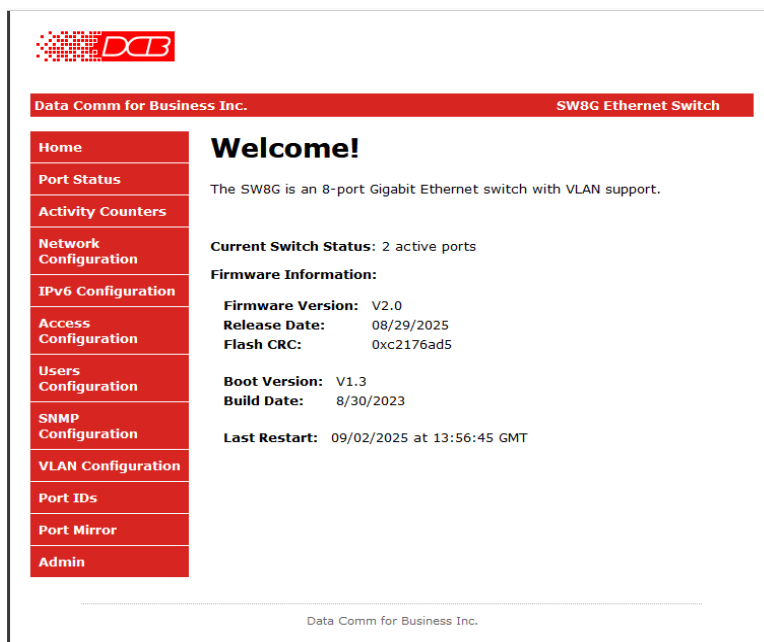 DCB
Data Comm for Business Inc.
SW8G Ethernet Switch
Home
Port Status
Activity Counters
Network
Configuration
IPv6 Configuration
Access
Configuration
Users
Configuration
SNMP
Configuration
VLAN Configuration
Port IDs
Port Mirror
Admin
Welcome!
The SW8G is an 8-port Gigabit Ethernet switch with VLAN support.
Current Switch Status: 2 active ports
Firmware Information:
Firmware Version: V2.0
Release Date: 08/29/2025
Flash CRC: 0xc2176ad5
Boot Version: V1.3
Build Date: 8/30/2023
Last Restart: 09/02/2025 at 13:56:45 GMT
Data Comm for Business Inc.